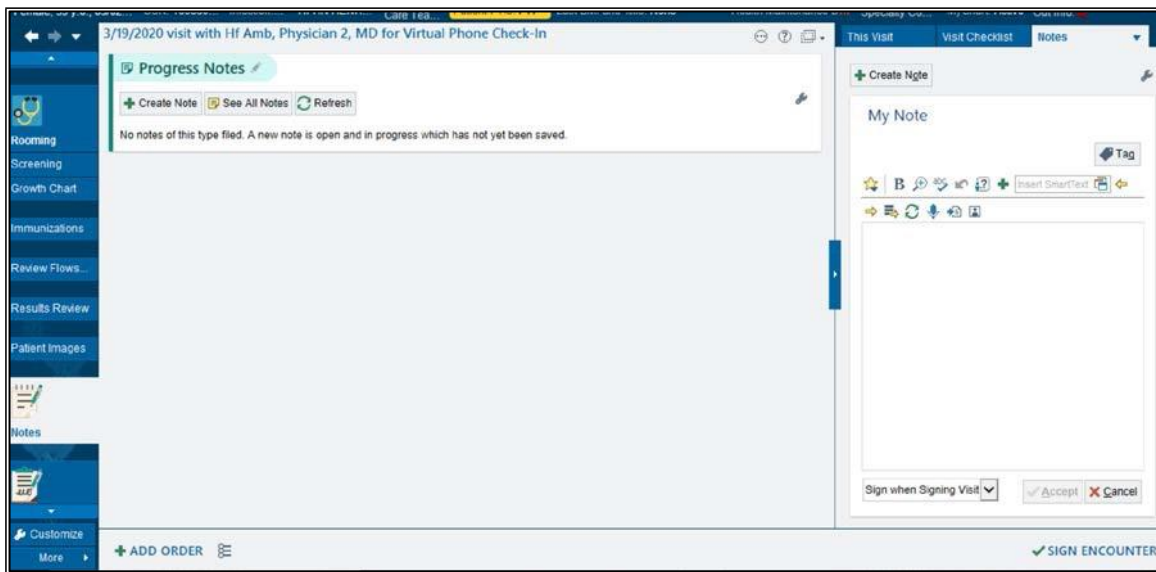 Care Tea...
3/19/2020 visit with Hf Amb, Physician 2, MD for Virtual Phone Check-In
This Visit
Visit Checklist
Notes
Progress Notes
Create Note
See All Notes
Refresh
No notes of this type filed. A new note is open and in progress which has not yet been saved.
Rooming
Screening
Growth Chart
Immunizations
Review Flows...
Results Review
Patient Images
Notes
Customize
More
Create Note
My Note
Tag
B
Insert SmartText
Sign when Signing Visit
Accept
Cancel
ADD ORDER
SIGN ENCOUNTER